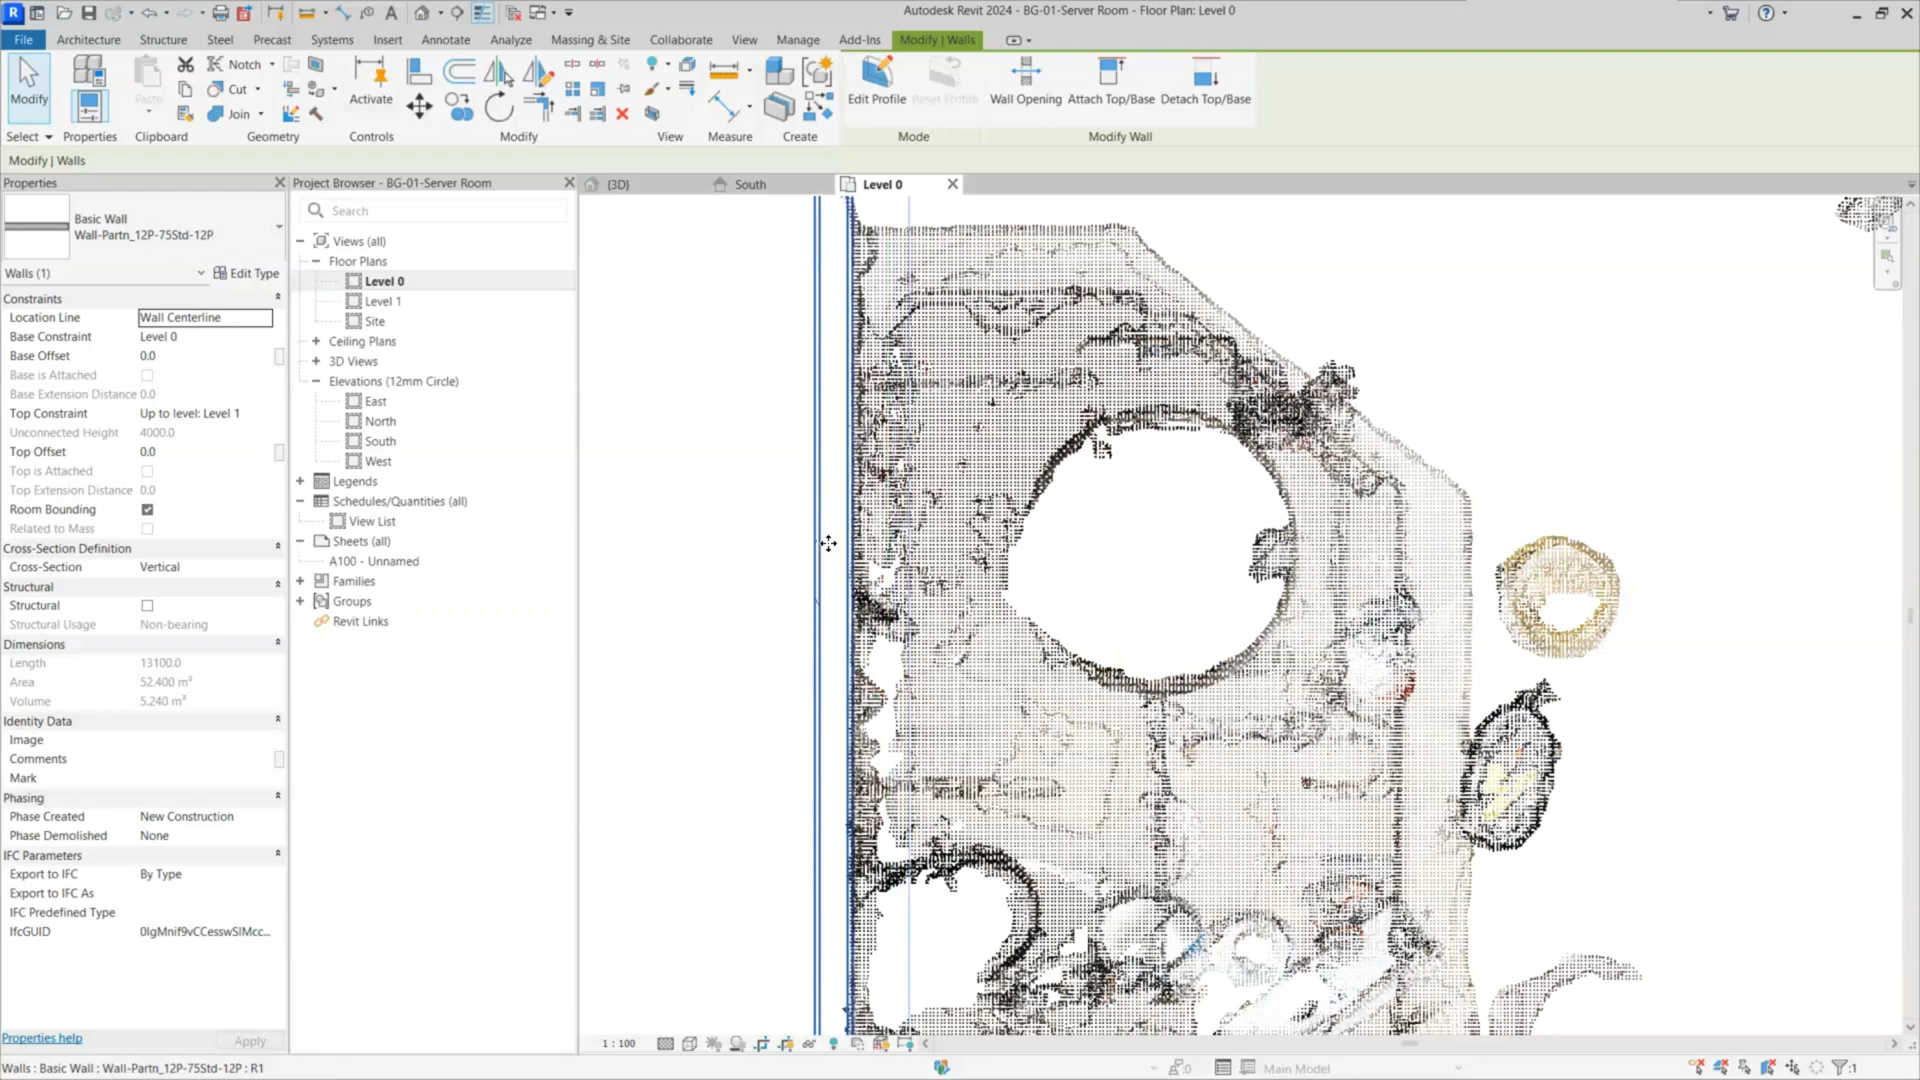 Autodesk Revit 2024 - BG-01-Server Room - Floor Plan: Level 0
File Architecture Structure Steel Precast Systems Insert Annotate Analyze Massing & Site Collaborate View Manage Add-Ins Modify | Walls
Notch
Cut
Join
Modify Paste Activate Edit Profile Reset Profile Wall Opening Attach Top/Base Detach Top/Base
Select Properties Clipboard Geometry Controls Modify View Measure Create Mode Modify Wall
Modify | Walls
Properties
Basic Wall
Wall-Partn_12P-75Std-12P
Walls (1) Edit Type
Constraints
Location Line Wall Centerline
Base Constraint Level 0
Base Offset 0.0
Base is Attached
Base Extension Distance 0.0
Top Constraint Up to level: Level 1
Unconnected Height 4000.0
Top Offset 0.0
Top is Attached
Top Extension Distance 0.0
Room Bounding
Related to Mass
Cross-Section Definition
Cross-Section Vertical
Structural
Structural
Structural Usage Non-bearing
Dimensions
Length 13100.0
Area 52.400 m²
Volume 5.240 m³
Identity Data
Image
Comments
Mark
Phasing
Phase Created New Construction
Phase Demolished None
IFC Parameters
Export to IFC By Type
Export to IFC As
IFC Predefined Type
IfcGUID 0IgMnif9vCCesswSIMcc...
Properties help Apply
Project Browser - BG-01-Server Room
Search
Views (all)
Floor Plans
Level 0
Level 1
Site
Ceiling Plans
3D Views
Elevations (12mm Circle)
East
North
South
West
Legends
Schedules/Quantities (all)
View List
Sheets (all)
A100 - Unnamed
Families
Groups
Revit Links
{3D} South Level 0
1 : 100
Walls : Basic Wall : Wall-Partn_12P-75Std-12P : R1
:0 Main Model :1